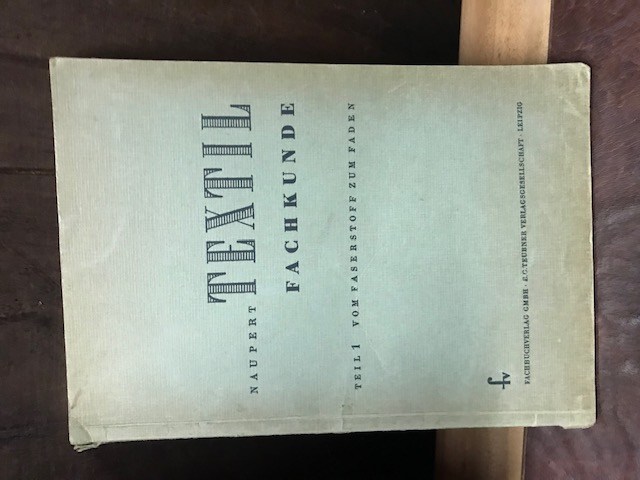 NAUPERT TEXTIL
FACHKUNDE
TEIL 1 VOM FASERSTOFF ZUM FADEN
fv
FACHBUCHVERLAG GMBH · B.G. TEUBNER VERLAGSGESELLSCHAFT · LEIPZIG